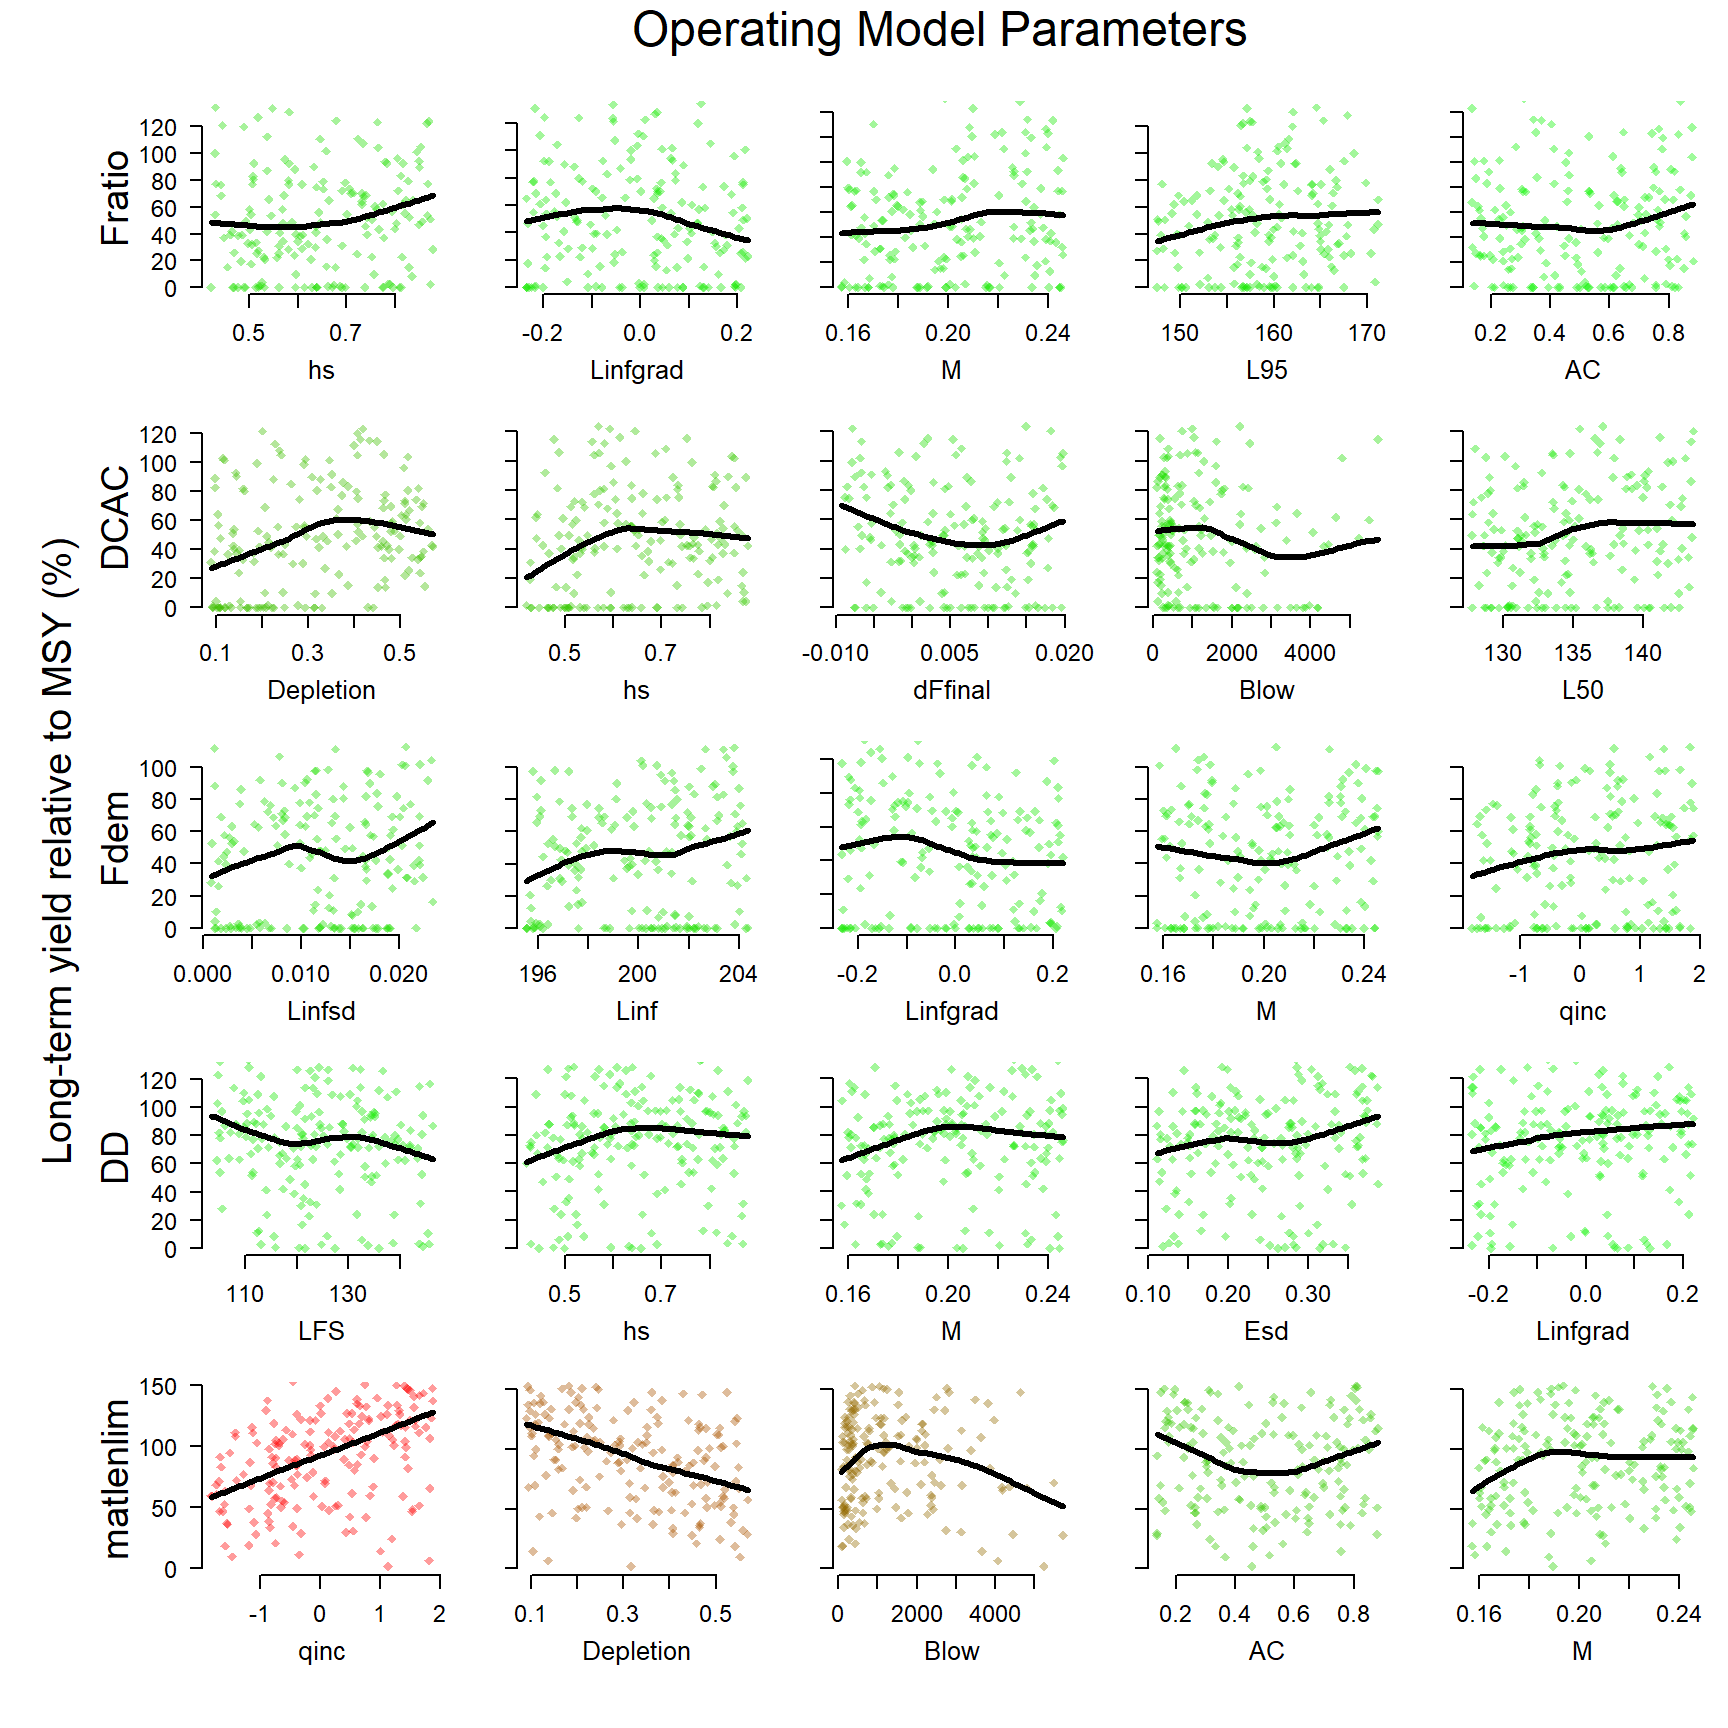 Operating Model Parameters
Long-term yield relative to MSY (%)
Fratio
120
100
80
60
40
20
0
0.5 0.7
hs
-0.2 0.0 0.2
Linfgrad
0.16 0.20 0.24
M
150 160 170
L95
0.2 0.4 0.6 0.8
AC
DCAC
120
100
80
60
40
20
0
0.1 0.3 0.5
Depletion
0.5 0.7
hs
-0.010 0.005 0.020
dFfinal
0 2000 4000
Blow
130 135 140
L50
Fdem
100
80
60
40
20
0
0.000 0.010 0.020
Linfsd
196 200 204
Linf
-0.2 0.0 0.2
Linfgrad
0.16 0.20 0.24
M
-1 0 1 2
qinc
DD
120
100
80
60
40
20
0
110 130
LFS
0.5 0.7
hs
0.16 0.20 0.24
M
0.10 0.20 0.30
Esd
-0.2 0.0 0.2
Linfgrad
matlenlim
150
100
50
0
-1 0 1 2
qinc
0.1 0.3 0.5
Depletion
0 2000 4000
Blow
0.2 0.4 0.6 0.8
AC
0.16 0.20 0.24
M